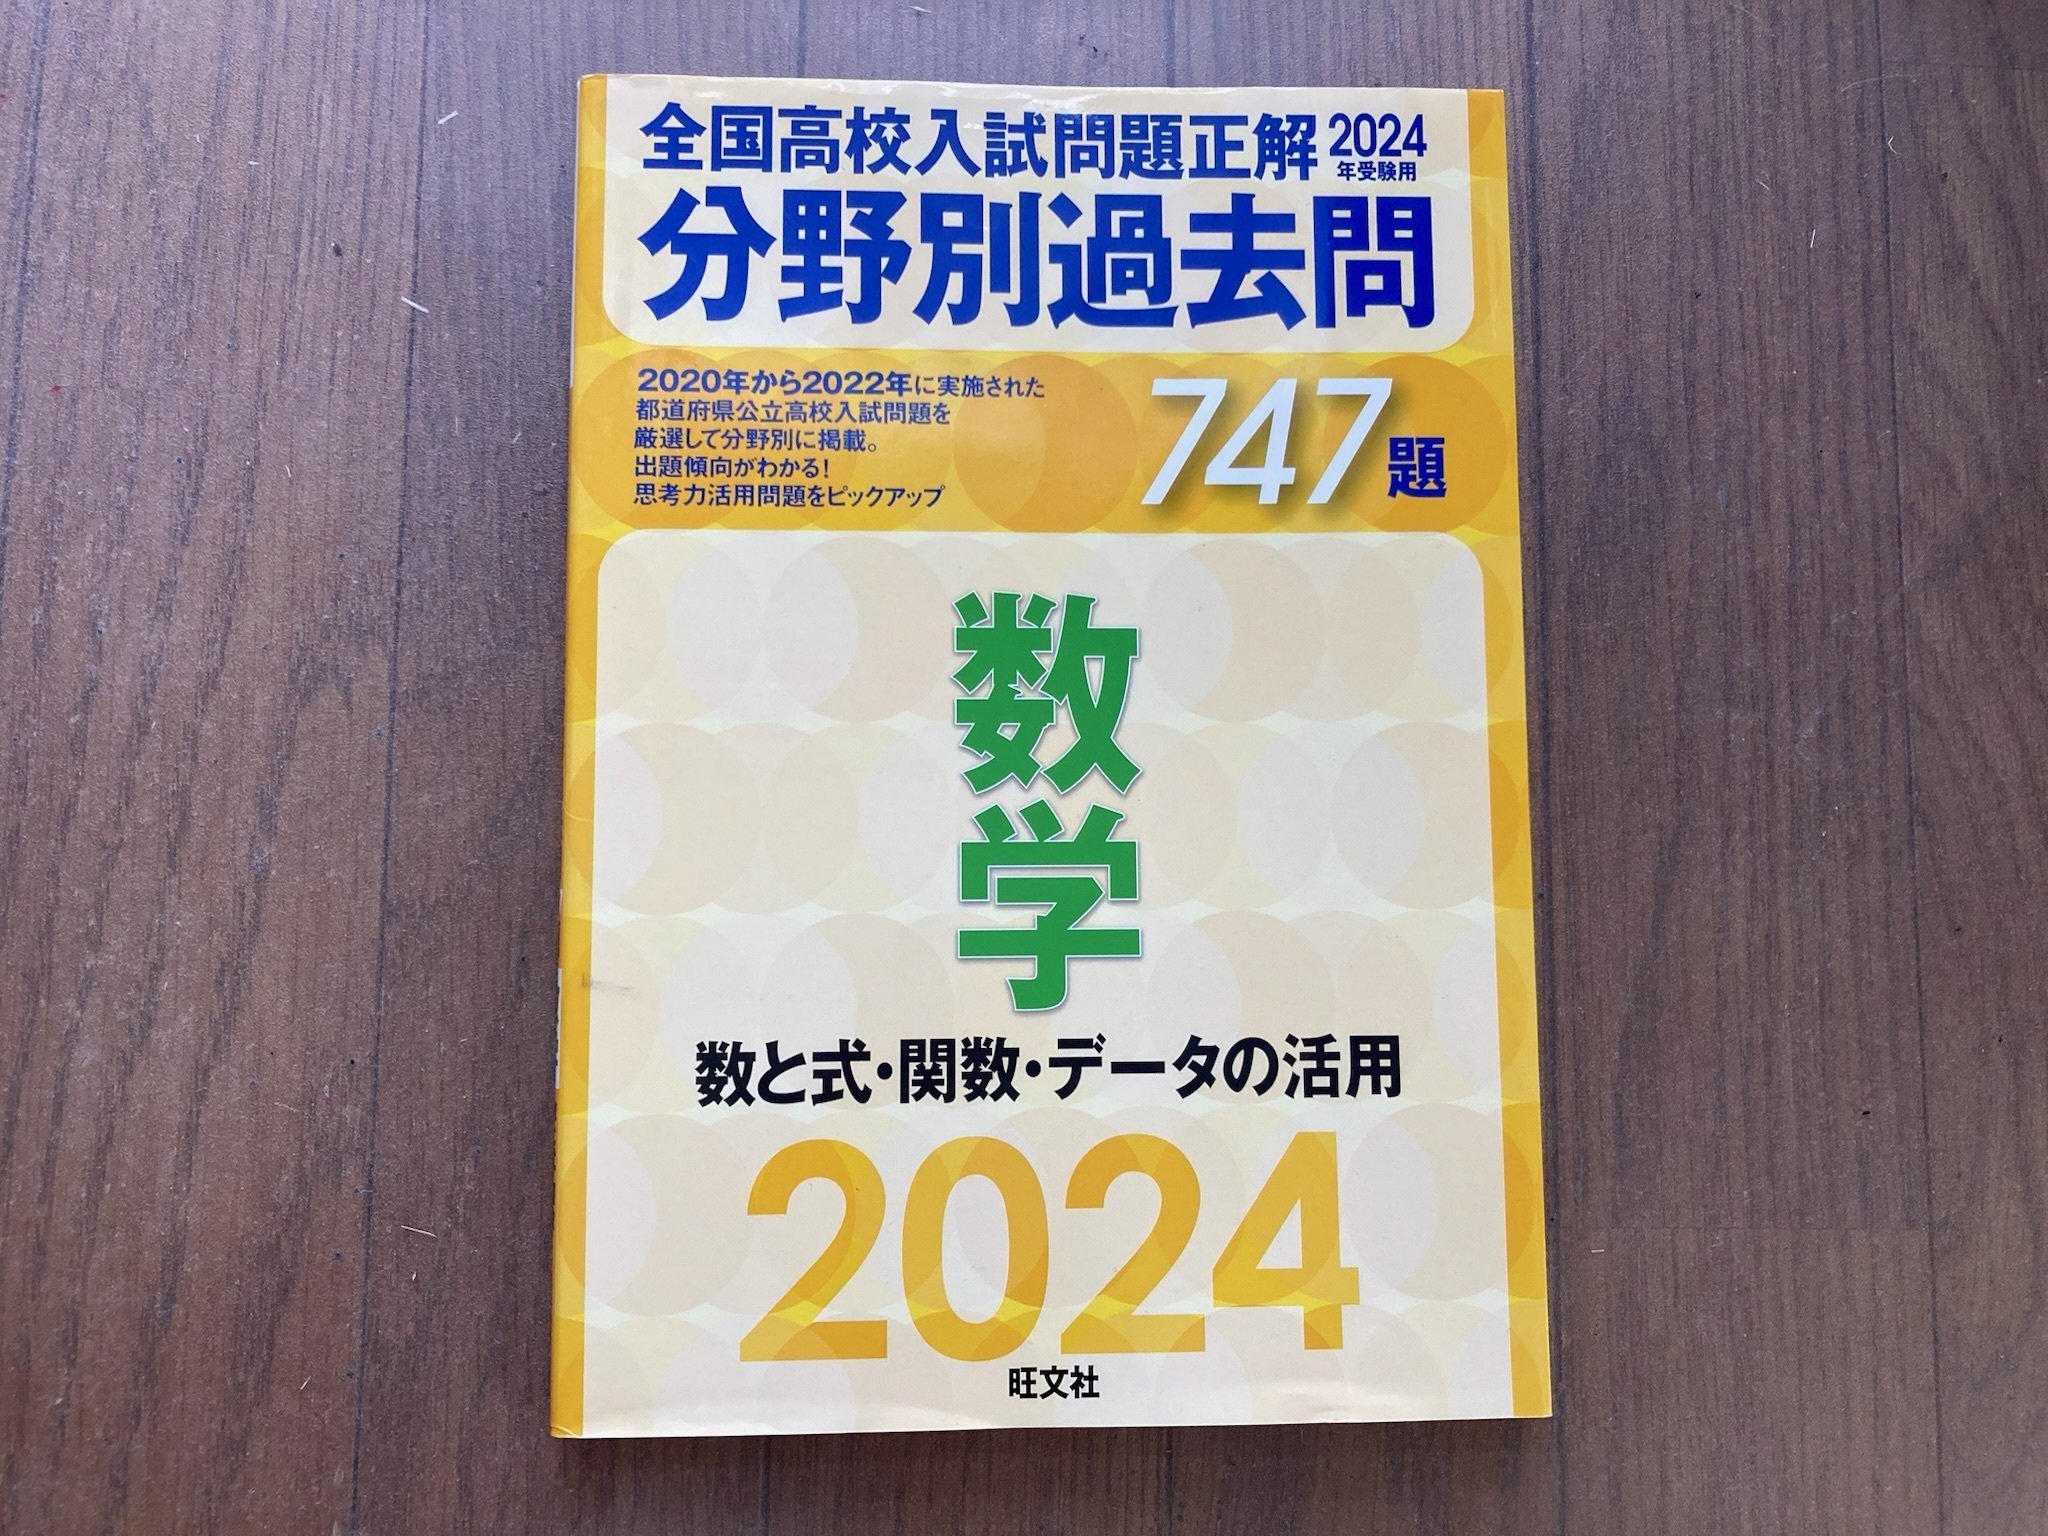 全国高校入試問題正解 2024年受験用
分野別過去問
2020年から2022年に実施された
都道府県公立高校入試問題を
厳選して分野別に掲載。
出題傾向がわかる!
思考力活用問題をピックアップ
747題
数学
数と式・関数・データの活用
2024
旺文社